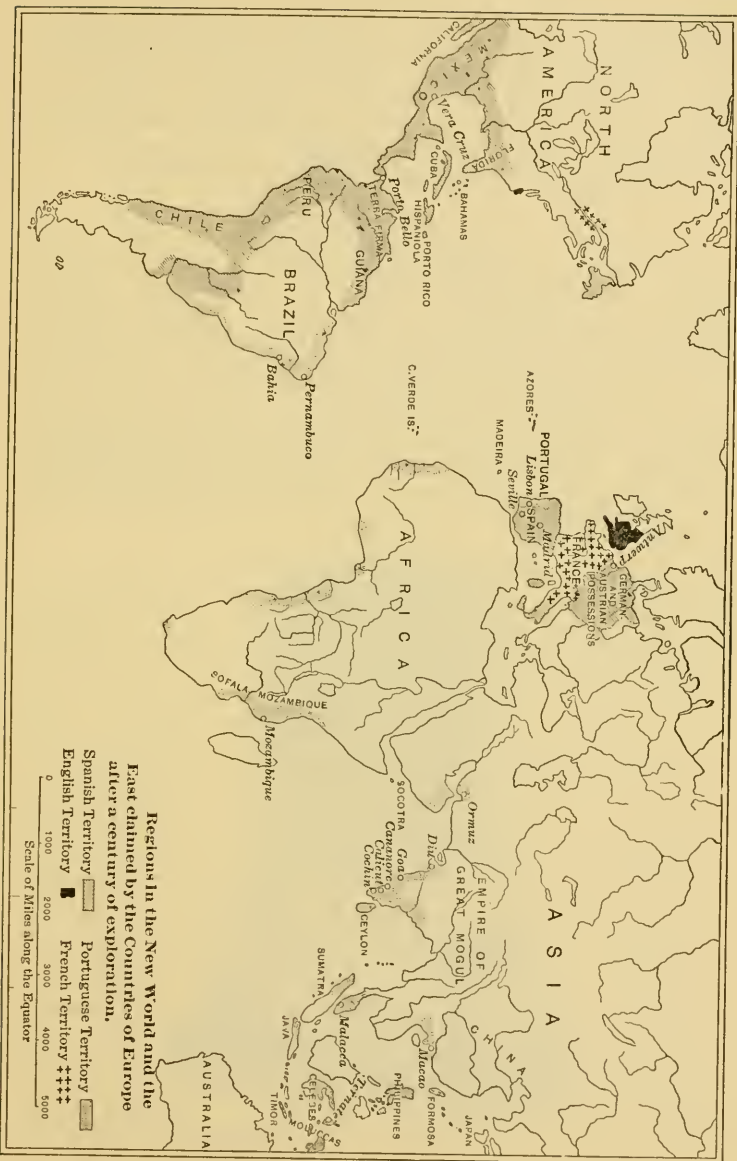 NORTH
AMERICA
CALIFORNIA
MEXICO
Vera Cruz
FLORIDA
CUBA
BAHAMAS
HISPANIOLA
PORTO RICO
Porto Bello
TERRA FIRMA
GUIANA
PERU
BRAZIL
CHILE
Pernambuco
Bahia
C.VERDE IS.
AZORES
MADEIRA
PORTUGAL
Lisbon
SPAIN
Seville
Madrid
Antwerp
FRANCE
GERMAN
AND
AUSTRIAN
POSSESSIONS
AFRICA
SOFALA
MOZAMBIQUE
Mocambique
SOCOTRA
Ormuz
Diu
Goa
Cananore
Calicut
Cochin
CEYLON
EMPIRE OF
GREAT MOGUL
ASIA
CHINA
Macao
FORMOSA
JAPAN
PHILIPPINES
SUMATRA
Malacca
JAVA
Ternate
CELEBES
MOLUCCAS
TIMOR
AUSTRALIA
Regions in the New World and the
East claimed by the Countries of Europe
after a century of exploration.
Spanish Territory
Portuguese Territory
English Territory
French Territory
0 1000 2000 3000 4000 5000
Scale of Miles along the Equator